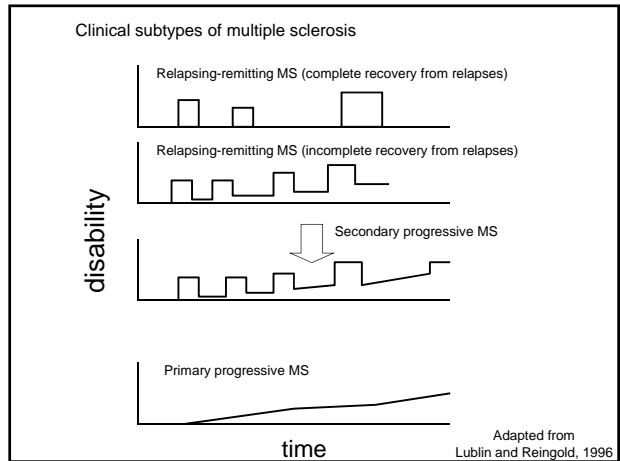 Clinical subtypes of multiple sclerosis
Relapsing-remitting MS (complete recovery from relapses)
Relapsing-remitting MS (incomplete recovery from relapses)
disability
Secondary progressive MS
Primary progressive MS
time
Adapted from
Lublin and Reingold, 1996